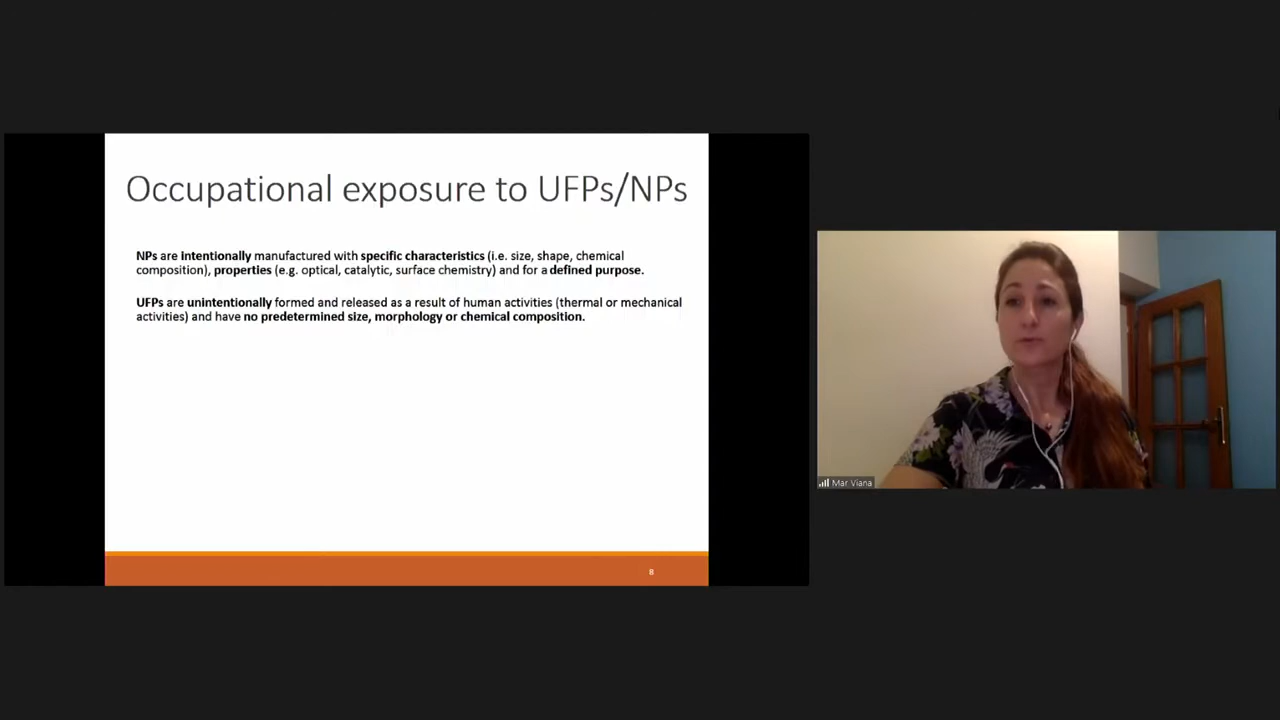 Occupational exposure to UFPs/NPs
NPs are intentionally manufactured with specific characteristics (i.e. size, shape, chemical
composition), properties (e.g. optical, catalytic, surface chemistry) and for a defined purpose.
UFPs are unintentionally formed and released as a result of human activities (thermal or mechanical
activities) and have no predetermined size, morphology or chemical composition.
8
Mar Viana